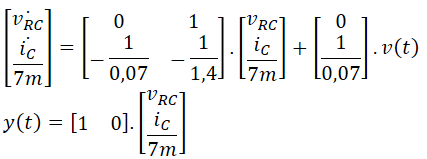 [v̇_RC; i̇_C/7m] = [0 1; −1/0,07 −1/1,4] . [v_RC; i_C/7m] + [0; 1/0,07] . v(t)
y(t) = [1 0]. [v_RC; i_C/7m]